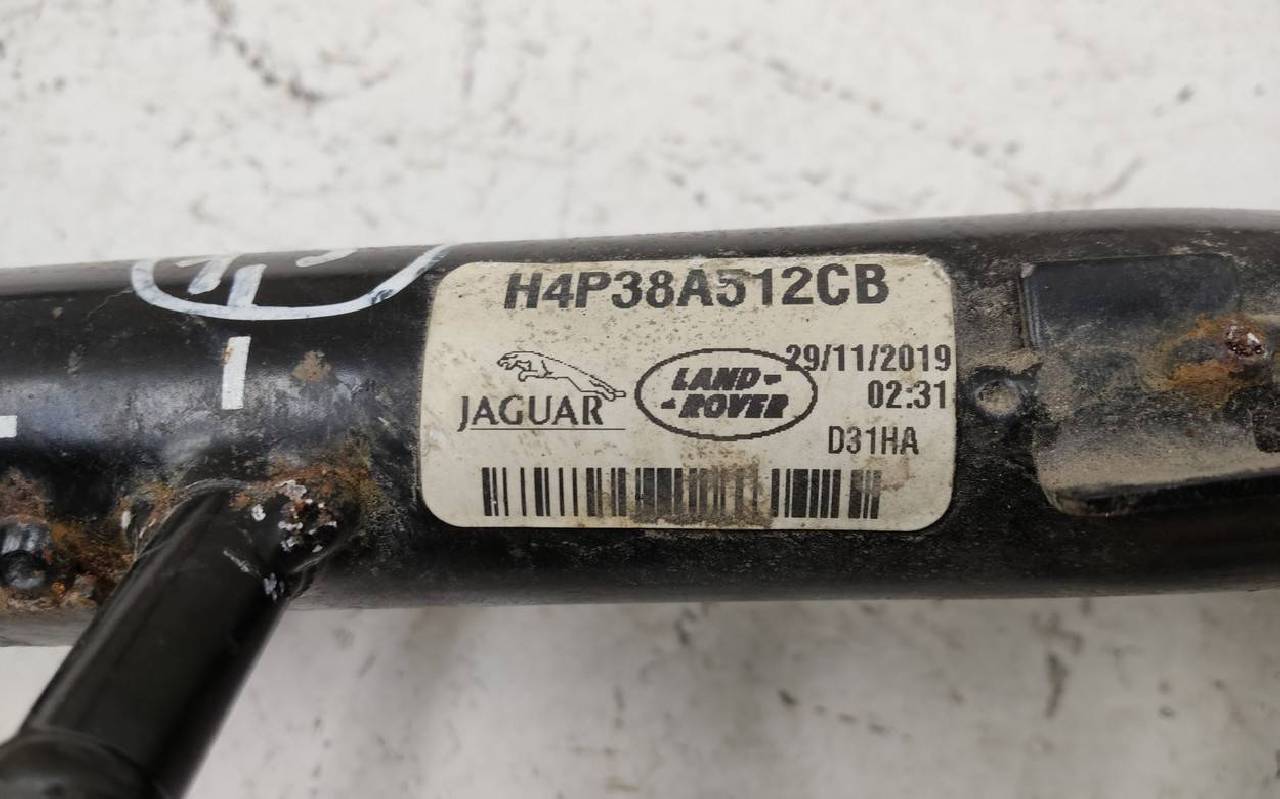 H4P38A512CB
JAGUAR
LAND-
-ROVER
29/11/2019
02:31
D31HA